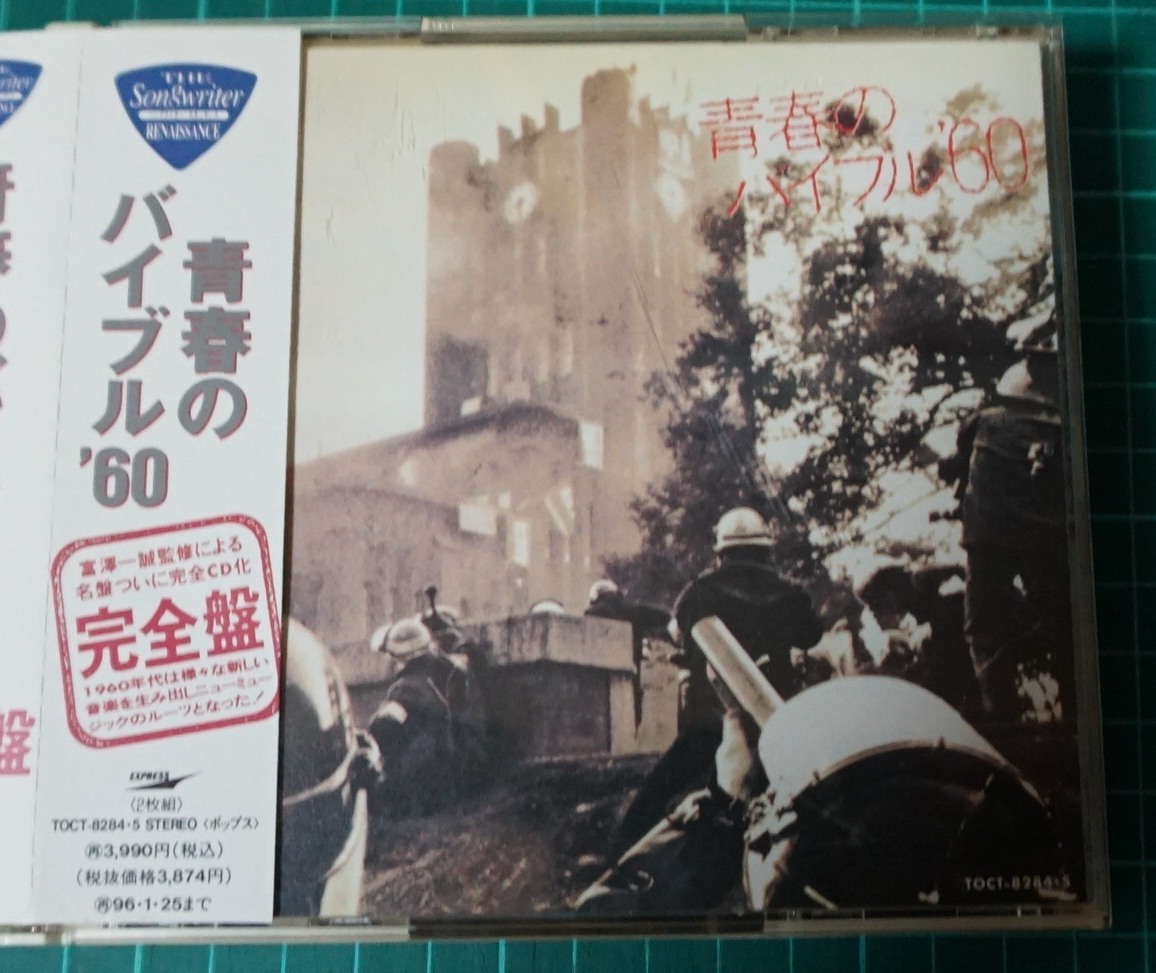 THE
Songwriter
RENAISSANCE
青春の
バイブル
'60
富澤一誠監修による
名盤ついに完全CD化
完全盤
1960年代は様々な新しい
音楽を生み出しニューミュー
ジックのルーツとなった!
EXPRESS
〈2枚組〉
TOCT-8284・5 STEREO〈ポップス〉
㊢3,990円(税込)
(税抜価格3,874円)
㊢96・1・25まで
青春の
バイブル'60
TOCT-8284・5
盤